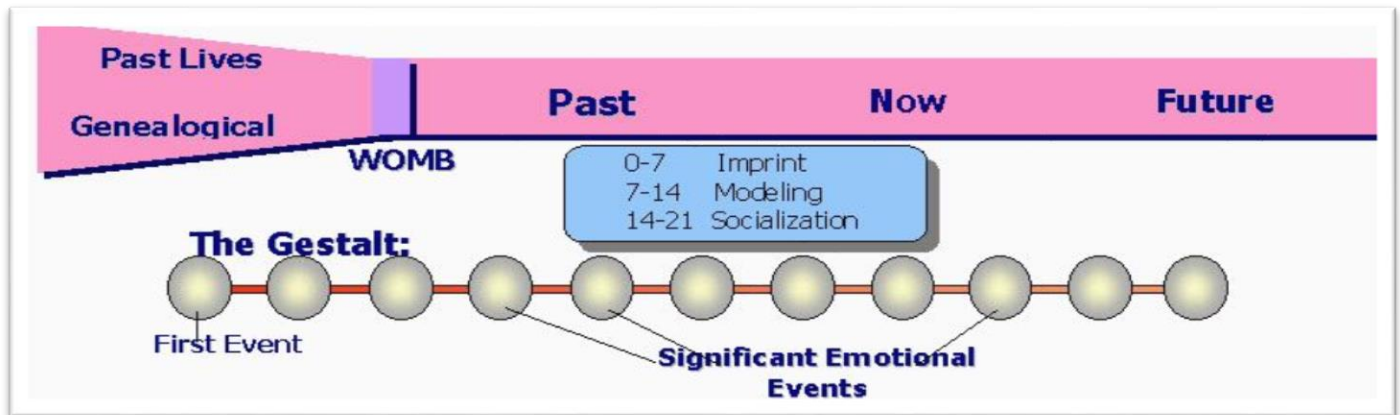 Past Lives
Genealogical
WOMB
Past
Now
Future
0-7 Imprint
7-14 Modeling
14-21 Socialization
The Gestalt:
First Event
Significant Emotional
Events